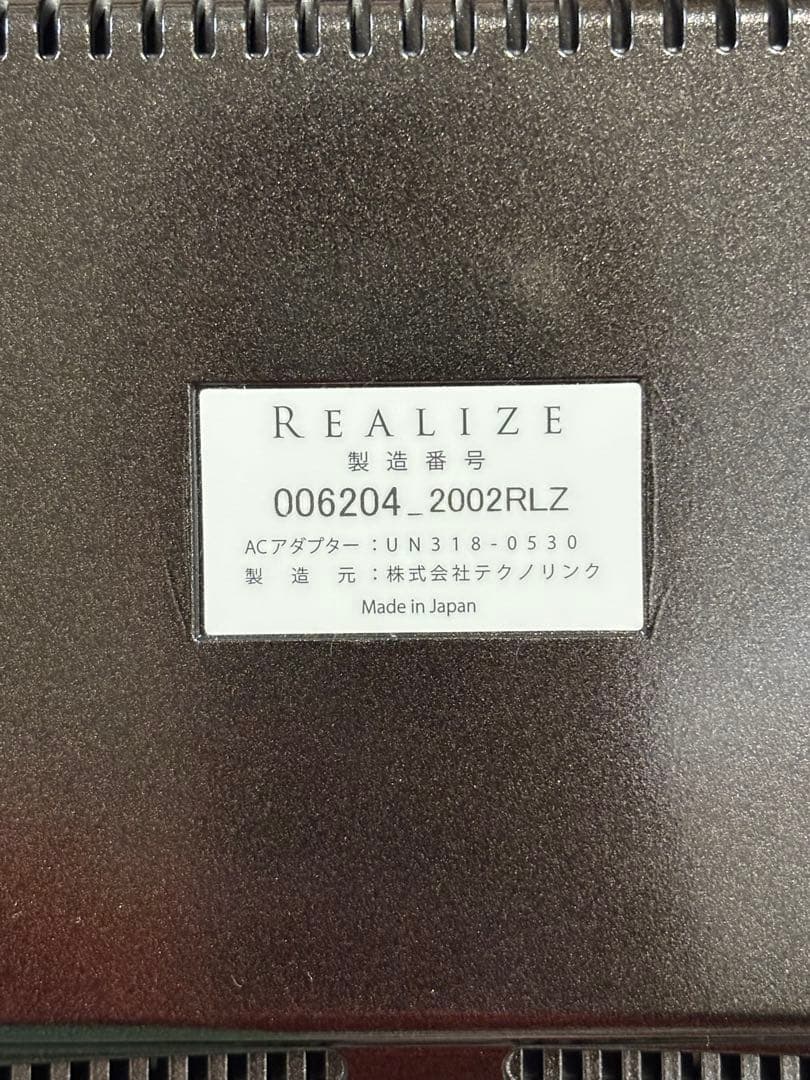 REALIZE
製造番号
006204_2002RLZ
ACアダプター：UN318-0530
製造元：株式会社テクノリンク
Made in Japan